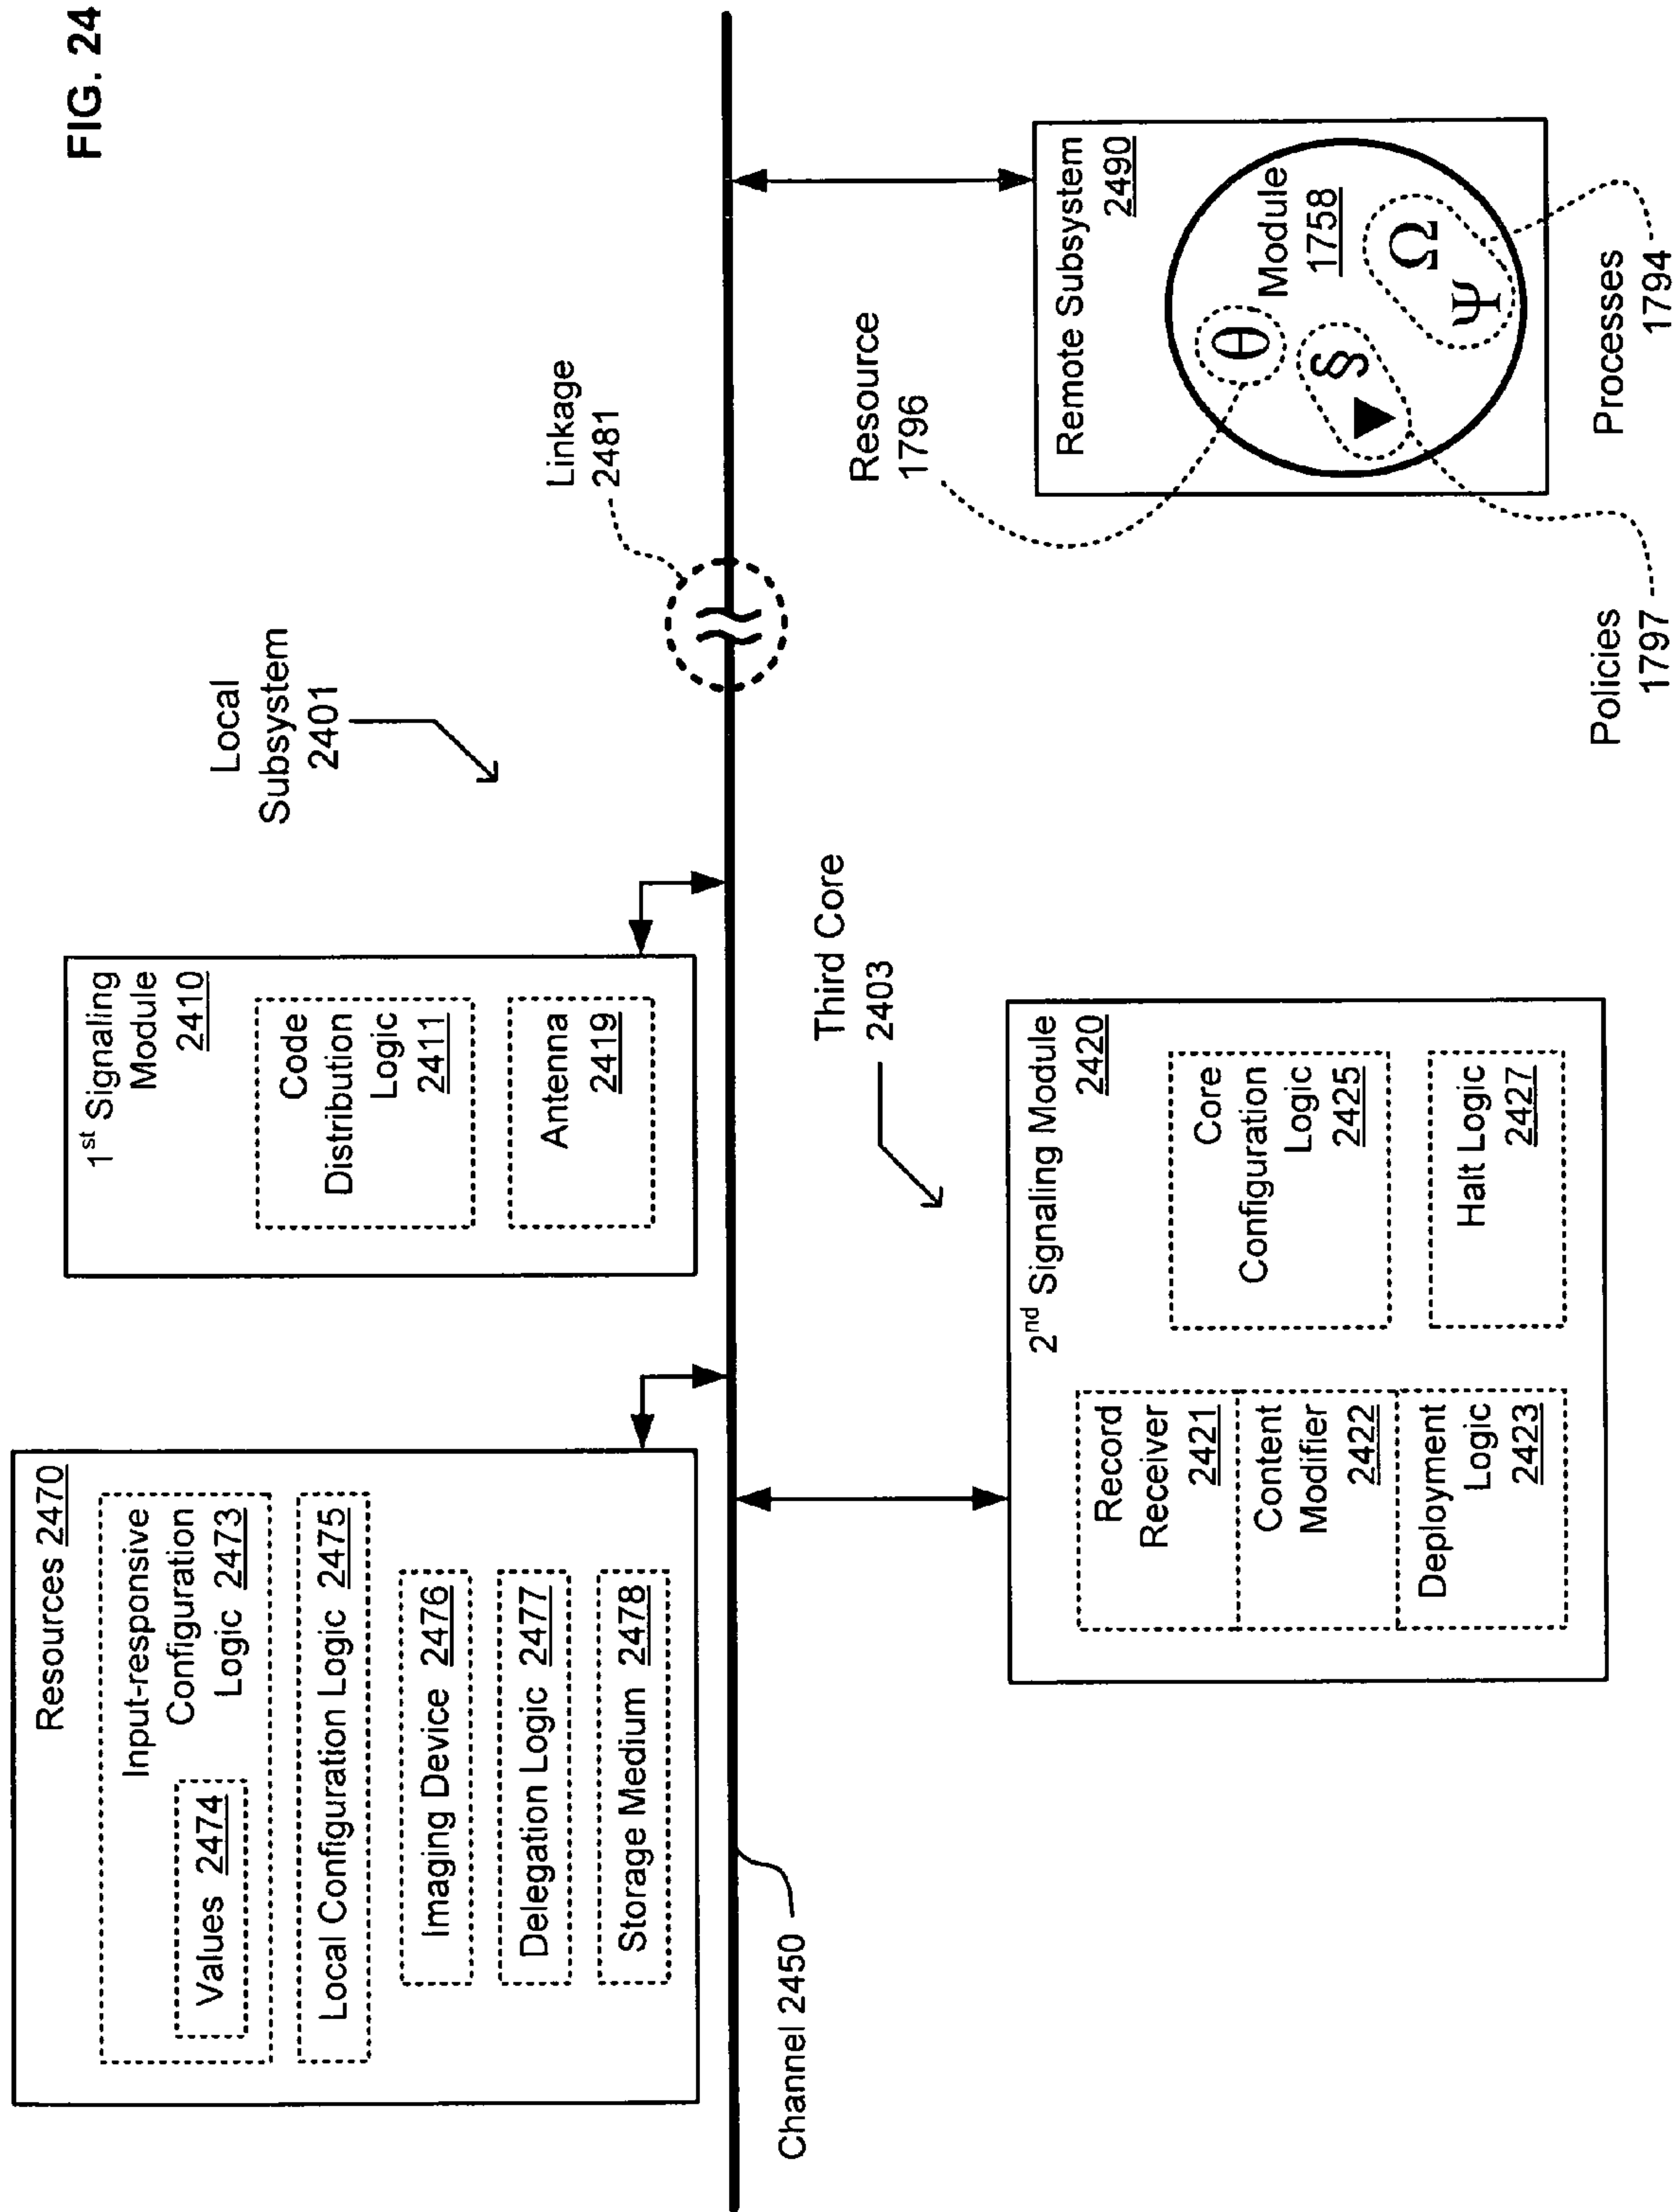 FIG. 24
Resources 2470
Input-responsive
Configuration
Logic 2473
Values 2474
Local Configuration Logic 2475
Imaging Device 2476
Delegation Logic 2477
Storage Medium 2478
1st Signaling
Module
2410
Code
Distribution
Logic
2411
Antenna
2419
Local
Subsystem
2401
Linkage
2481
Channel 2450
Third Core
2403
2nd Signaling Module
2420
Record
Receiver
2421
Content
Modifier
2422
Deployment
Logic
2423
Core
Configuration
Logic
2425
Halt Logic
2427
Resource
1796
Remote Subsystem
2490
Module
1758
θ
§
▲
Ω
Ψ
Policies
1797
Processes
1794